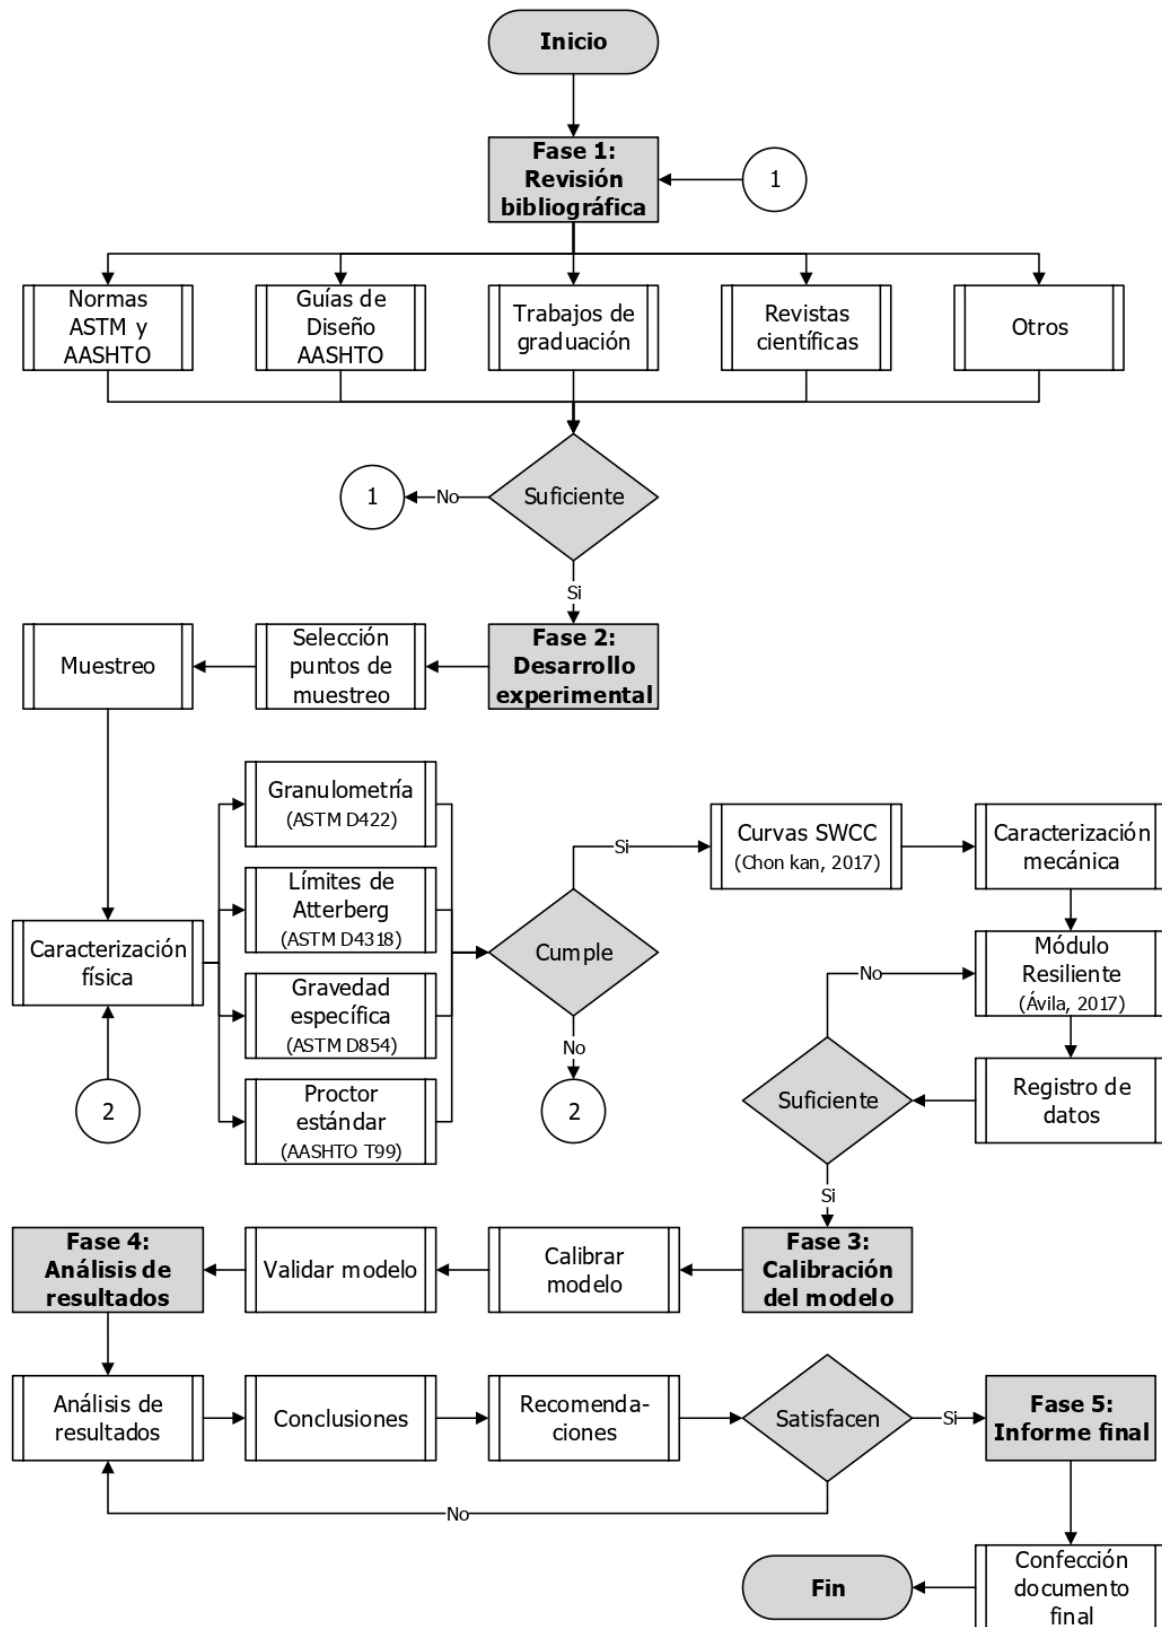 Inicio
Fase 1:
Revisión
bibliográfica
1
Normas
ASTM y
AASHTO
Guías de
Diseño
AASHTO
Trabajos de
graduación
Revistas
científicas
Otros
1
No
Suficiente
Si
Muestreo
Selección
puntos de
muestreo
Fase 2:
Desarrollo
experimental
Granulometría
(ASTM D422)
Límites de
Atterberg
(ASTM D4318)
Gravedad
específica
(ASTM D854)
Proctor
estándar
(AASHTO T99)
Caracterización
física
2
Cumple
Si
No
2
Curvas SWCC
(Chon kan, 2017)
Caracterización
mecánica
Módulo
Resiliente
(Ávila, 2017)
Registro de
datos
No
Suficiente
Si
Fase 3:
Calibración
del modelo
Calibrar
modelo
Validar modelo
Fase 4:
Análisis de
resultados
Análisis de
resultados
Conclusiones
Recomenda-
ciones
Satisfacen
Si
No
Fase 5:
Informe final
Confección
documento
final
Fin